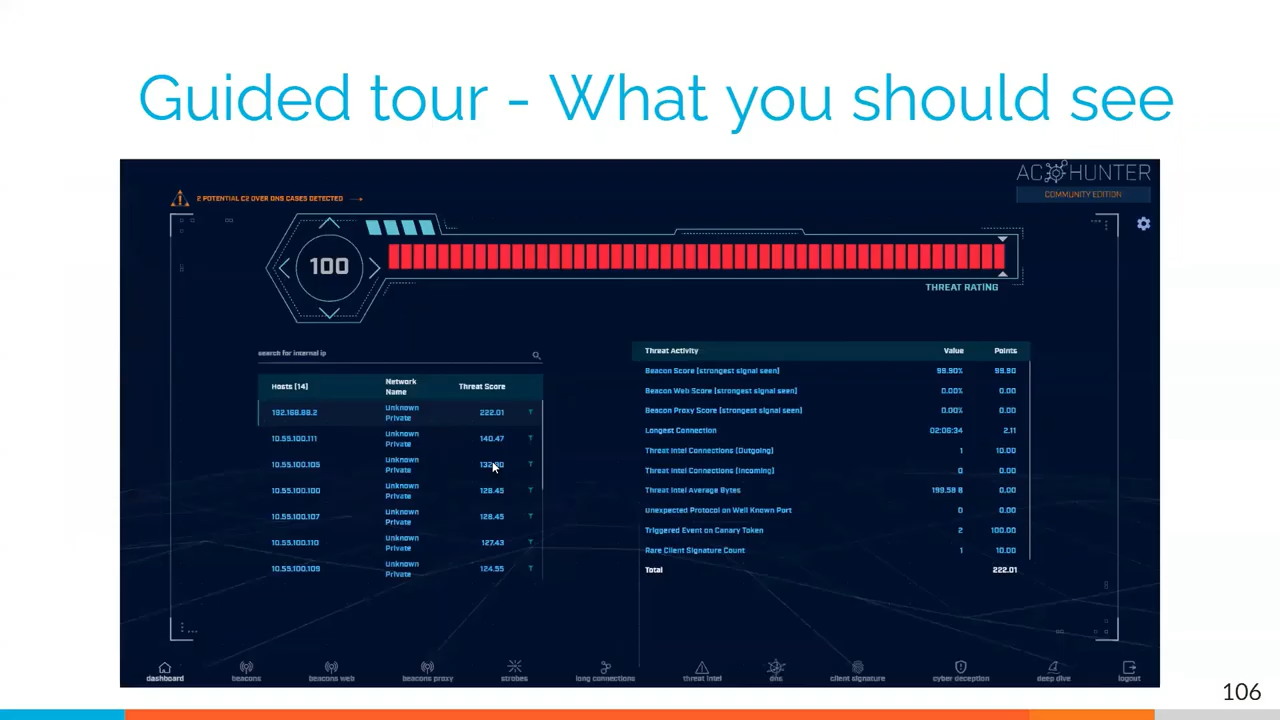 Guided tour - What you should see
AC HUNTER
COMMUNITY EDITION
2 POTENTIAL C2 OVER DNS CASES DETECTED
100
THREAT RATING
search for internal ip
Hosts [14] Network Name Threat Score
192.168.88.2 Unknown Private 222.01
10.55.100.111 Unknown Private 140.47
10.55.100.105 Unknown Private
10.55.100.100 Unknown Private 128.45
10.55.100.107 Unknown Private 128.45
10.55.100.110 Unknown Private 127.43
10.55.100.109 Unknown Private 124.55
Threat Activity Value Points
Beacon Score [strongest signal seen] 99.90% 99.90
Beacon Web Score [strongest signal seen] 0.00% 0.00
Beacon Proxy Score [strongest signal seen] 0.00% 0.00
Longest Connection 02:06:34 2.11
Threat Intel Connections [Outgoing] 1 10.00
Threat Intel Connections [Incoming] 0 0.00
Threat Intel Average Bytes 199.58 B 0.00
Unexpected Protocol on Well Known Port 0 0.00
Triggered Event on Canary Token 2 100.00
Rare Client Signature Count 1 10.00
Total 222.01
dashboard beacons beacons web beacons proxy strobes long connections threat intel dns client signature cyber deception deep dive logout
106